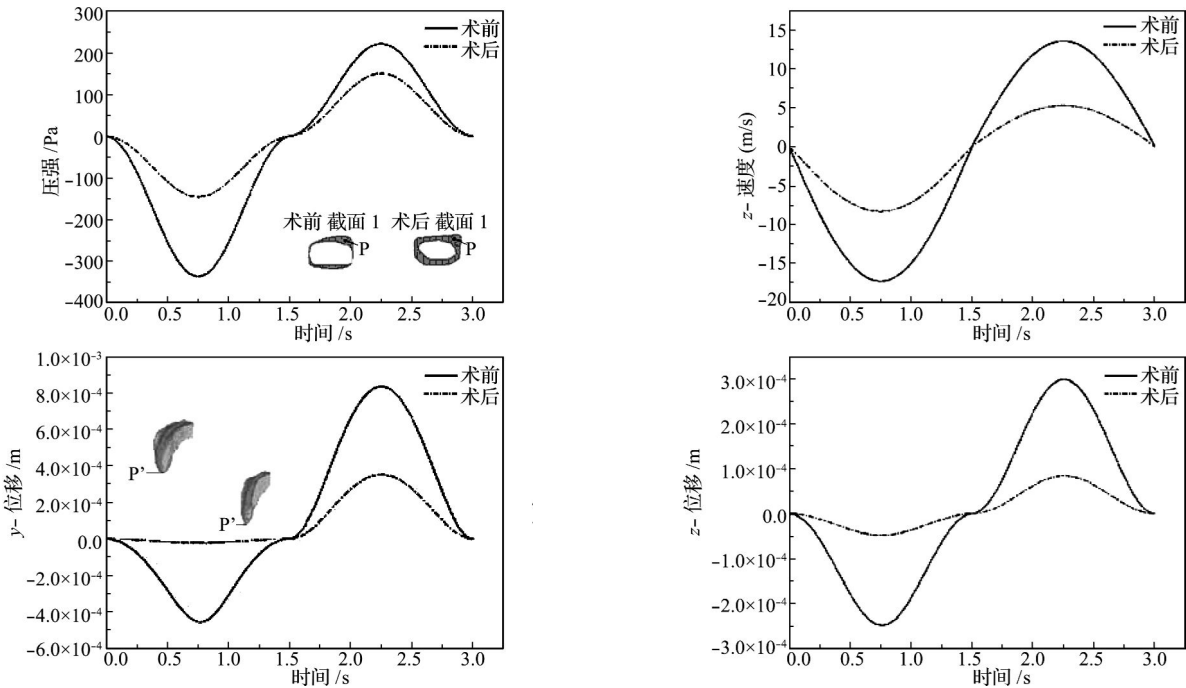 300
200
100
0
-100
-200
-300
-400
压强 /Pa
术前
术后
术前 截面 1 术后 截面 1
P P
0.0 0.5 1.0 1.5 2.0 2.5 3.0
时间 /s
15
10
5
0
-5
-10
-15
-20
z- 速度 (m/s)
术前
术后
0.0 0.5 1.0 1.5 2.0 2.5 3.0
时间 /s
1.0×10⁻³
8.0×10⁻⁴
6.0×10⁻⁴
4.0×10⁻⁴
2.0×10⁻⁴
0.0
-2.0×10⁻⁴
-4.0×10⁻⁴
-6.0×10⁻⁴
y- 位移 /m
术前
术后
P’
P’
0.0 0.5 1.0 1.5 2.0 2.5 3.0
时间 /s
3.0×10⁻⁴
2.0×10⁻⁴
1.0×10⁻⁴
0.0
-1.0×10⁻⁴
-2.0×10⁻⁴
-3.0×10⁻⁴
z- 位移 /m
术前
术后
0.0 0.5 1.0 1.5 2.0 2.5 3.0
时间 /s